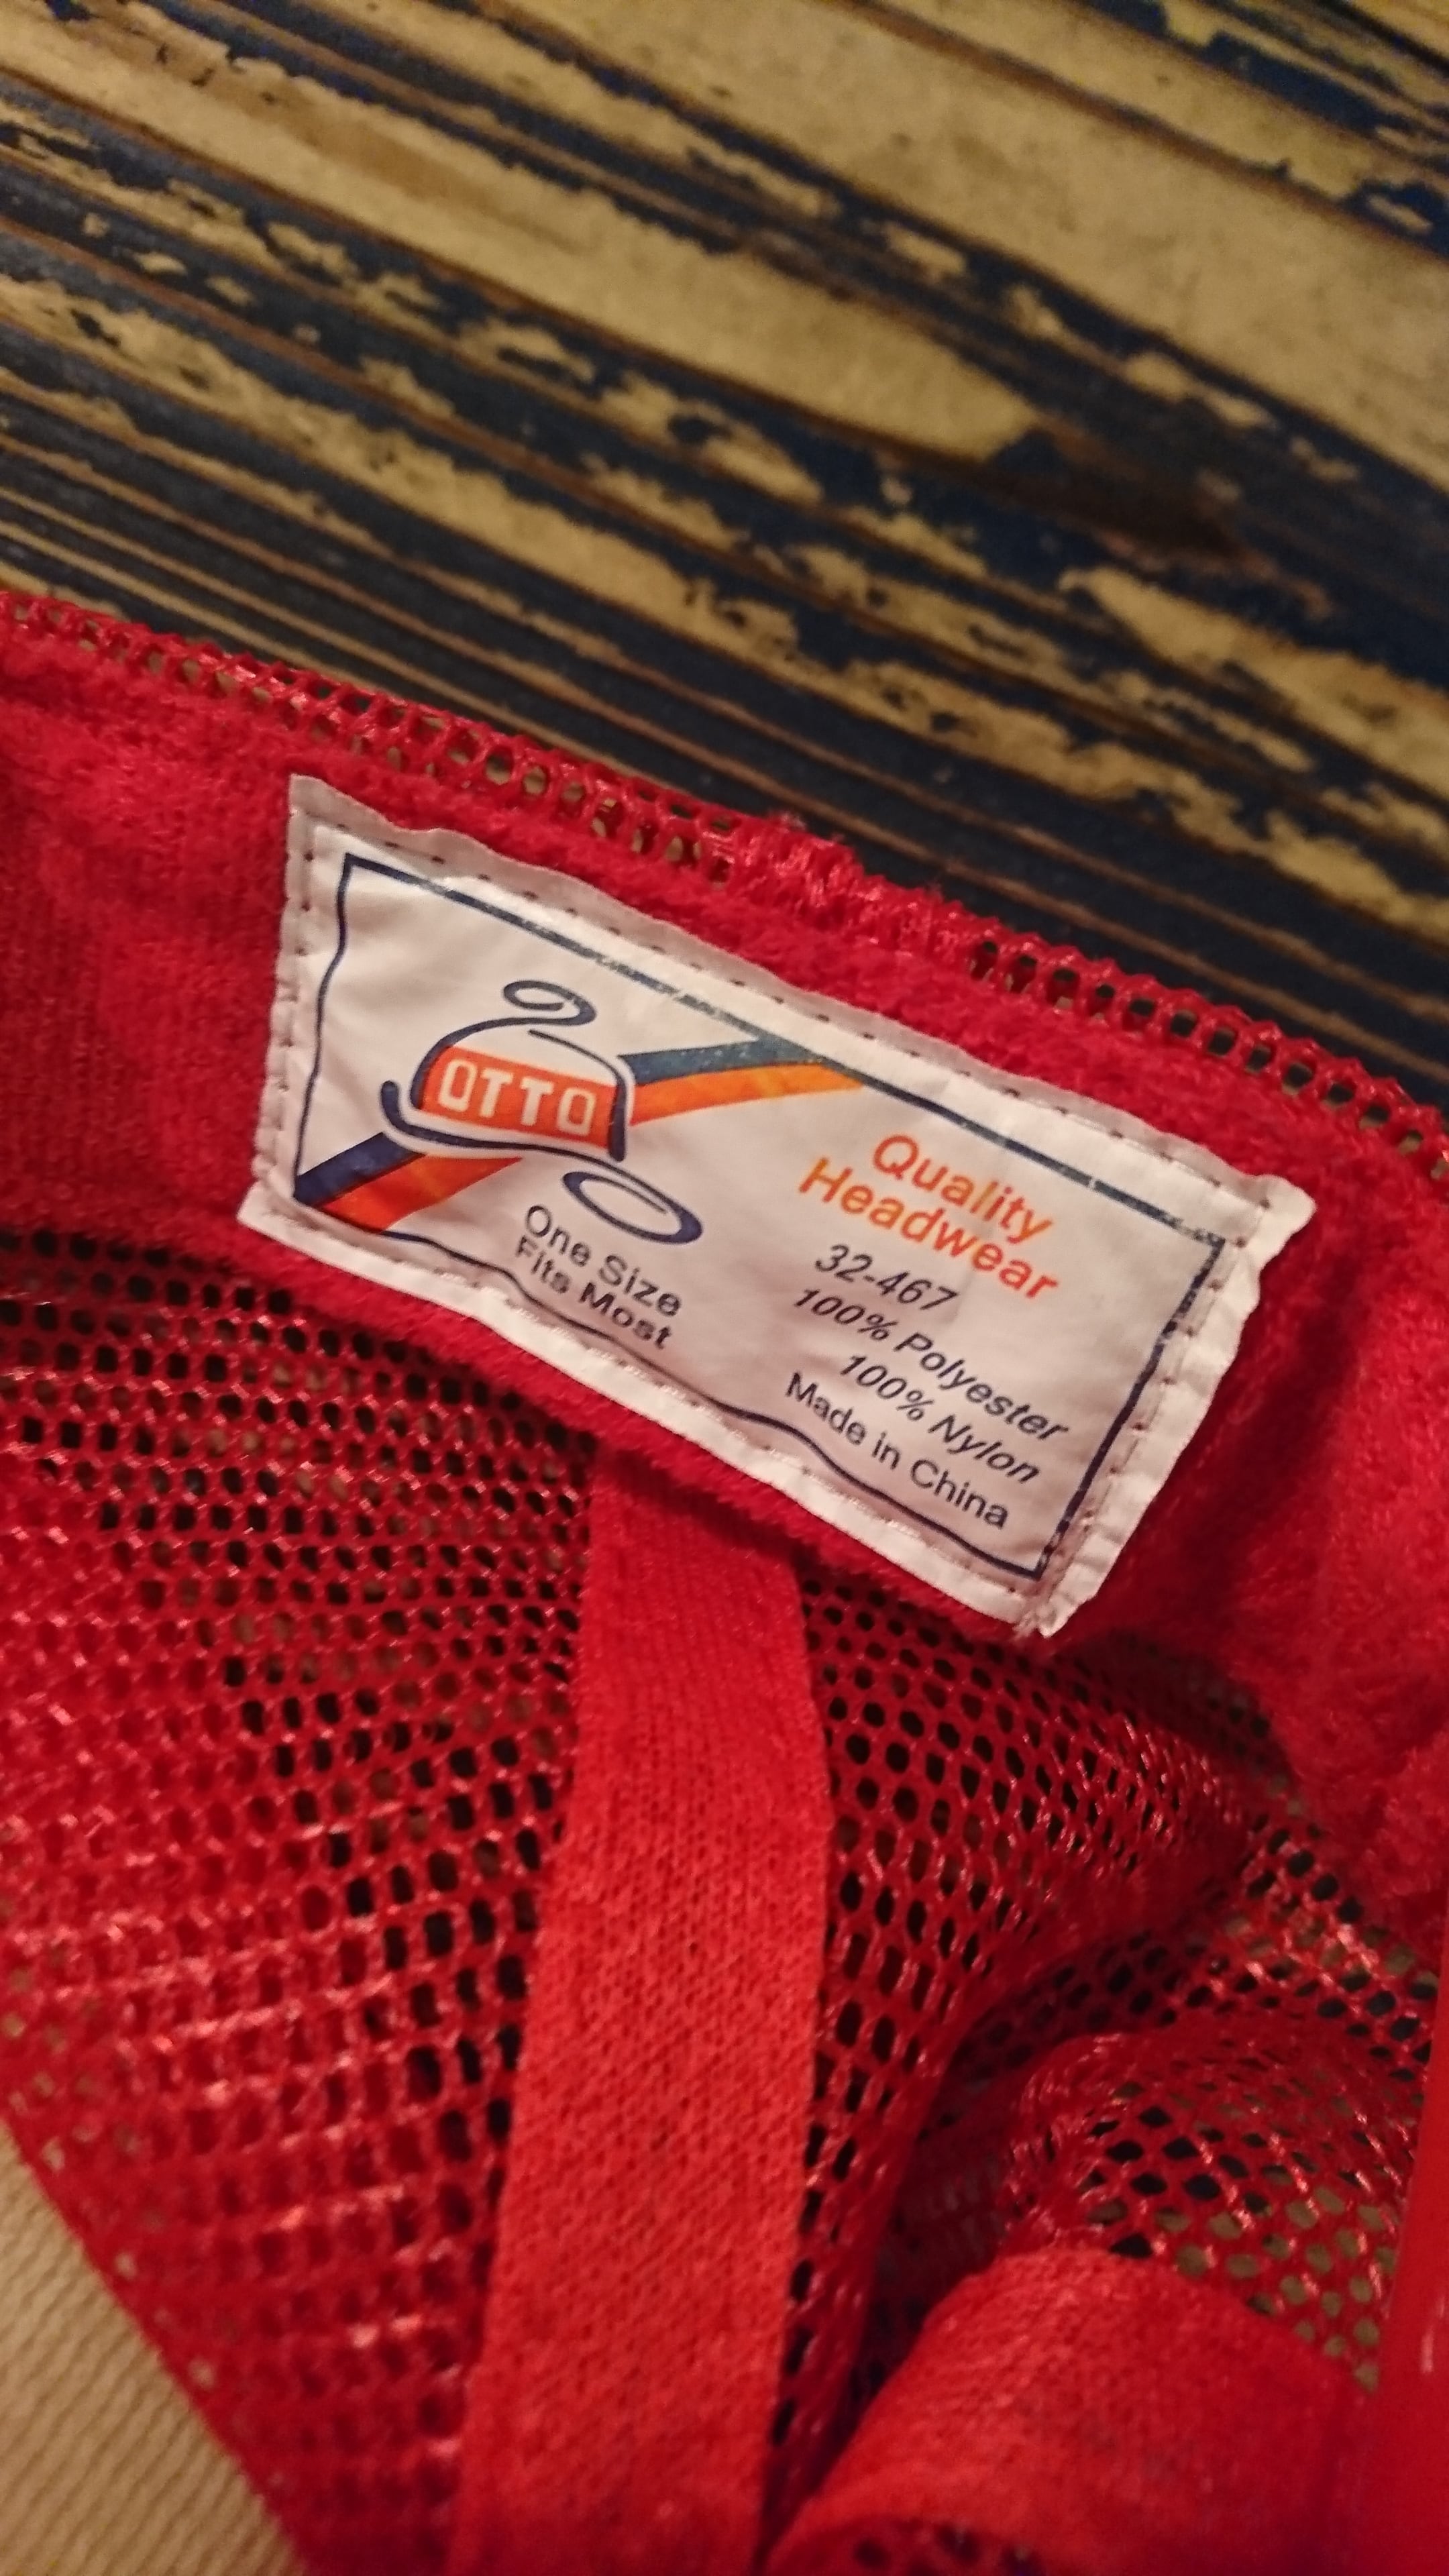 OTTO
One Size
Fits Most
Quality
Headwear
32-467
100% Polyester
100% Nylon
Made in China